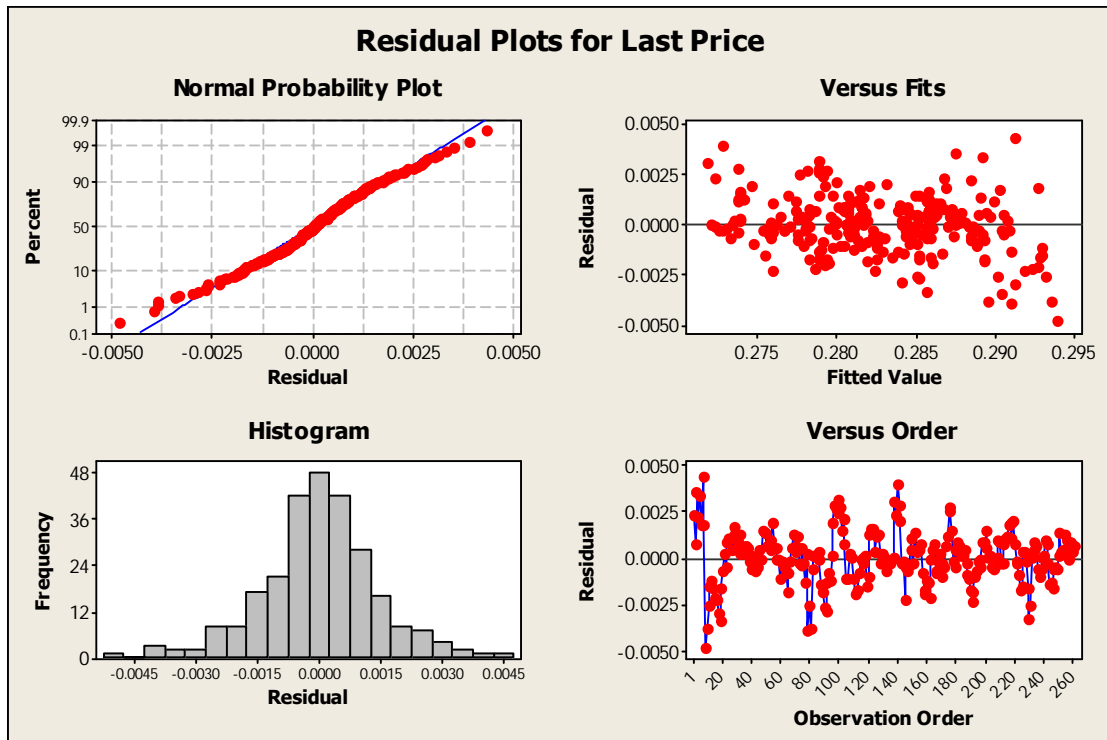 Residual Plots for Last Price
Normal Probability Plot
99.9
99
90
50
10
1
0.1
Percent
-0.0050 -0.0025 0.0000 0.0025 0.0050
Residual
Versus Fits
0.0050
0.0025
0.0000
-0.0025
-0.0050
Residual
0.275 0.280 0.285 0.290 0.295
Fitted Value
Histogram
48
36
24
12
0
Frequency
-0.0045 -0.0030 -0.0015 0.0000 0.0015 0.0030 0.0045
Residual
Versus Order
0.0050
0.0025
0.0000
-0.0025
-0.0050
Residual
1 20 40 60 80 100 120 140 160 180 200 220 240 260
Observation Order